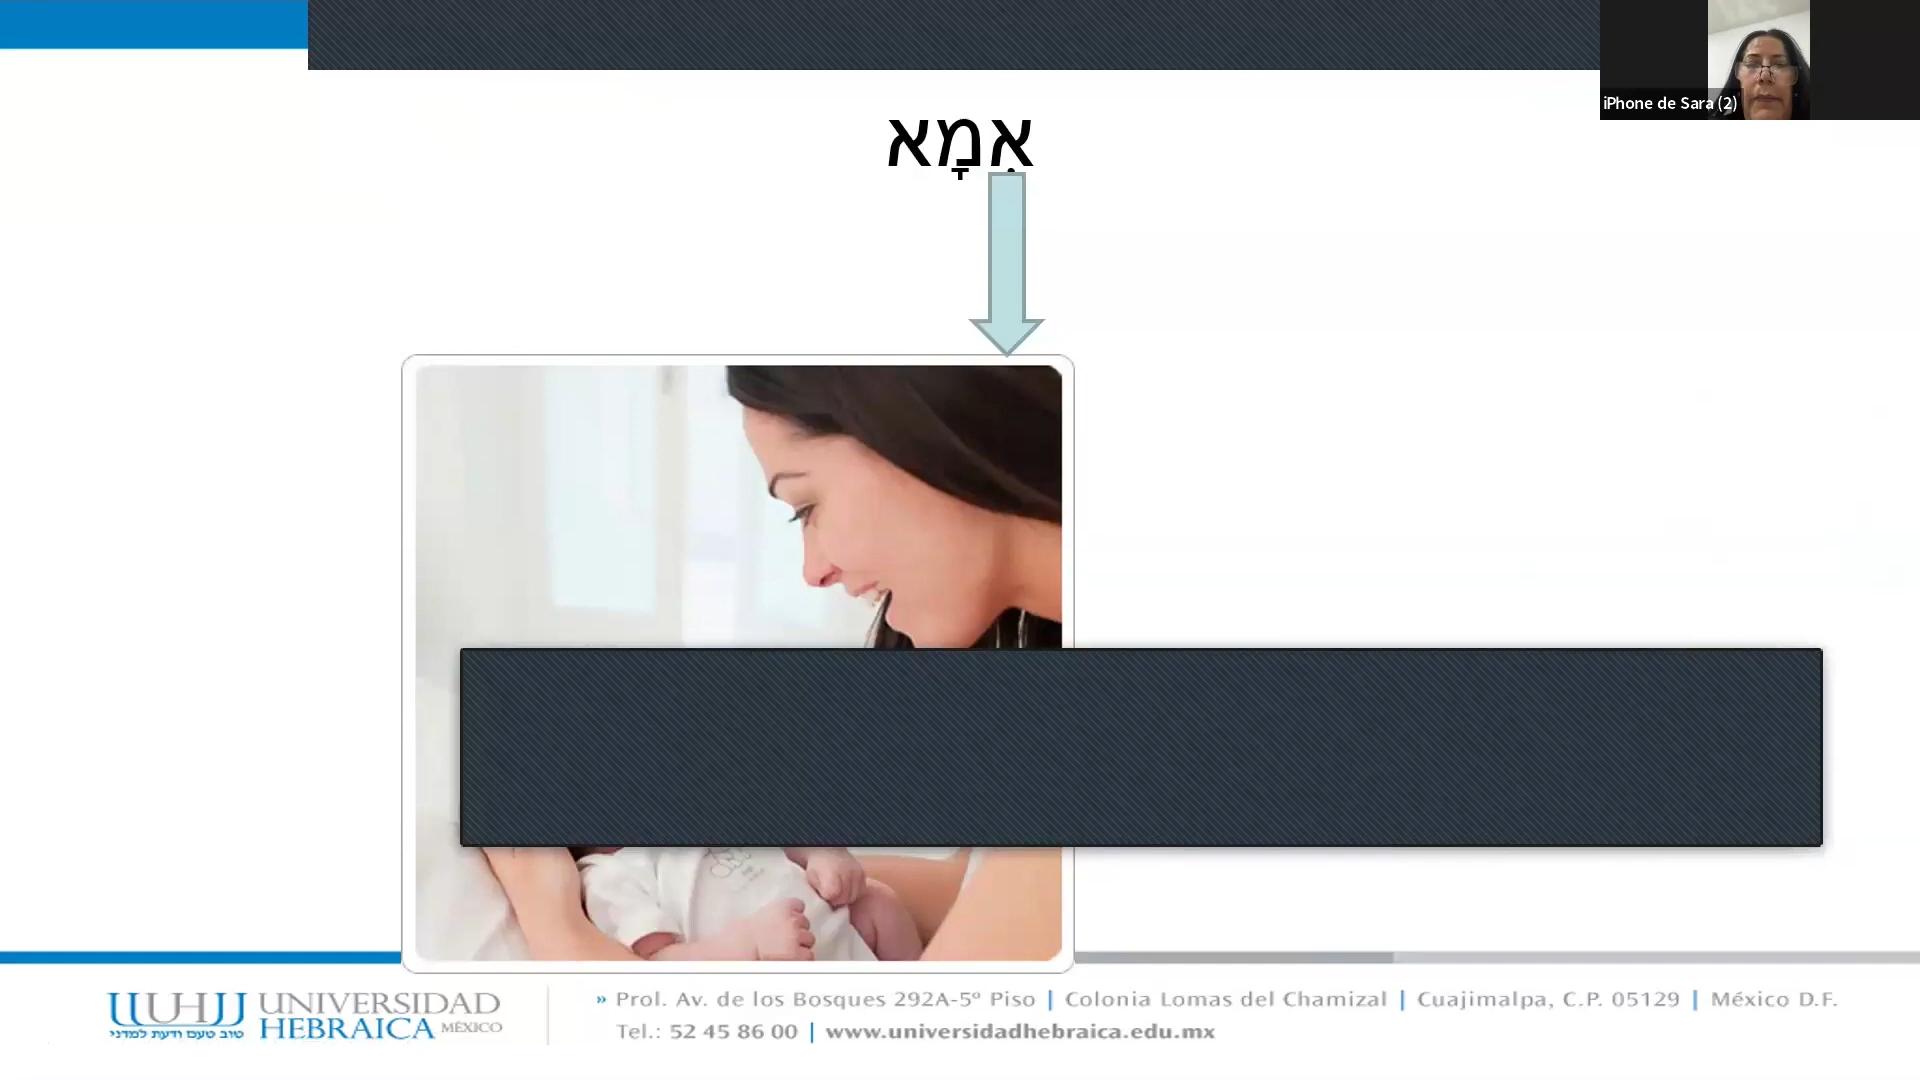 iPhone de Sara (2)
אִמָא
UHJJ UNIVERSIDAD HEBRAICA MÉXICO
טוב טעם ודעת למדני
» Prol. Av. de los Bosques 292A-5º Piso | Colonia Lomas del Chamizal | Cuajimalpa, C.P. 05129 | México D.F.
Tel.: 52 45 86 00 | www.universidadhebraica.edu.mx